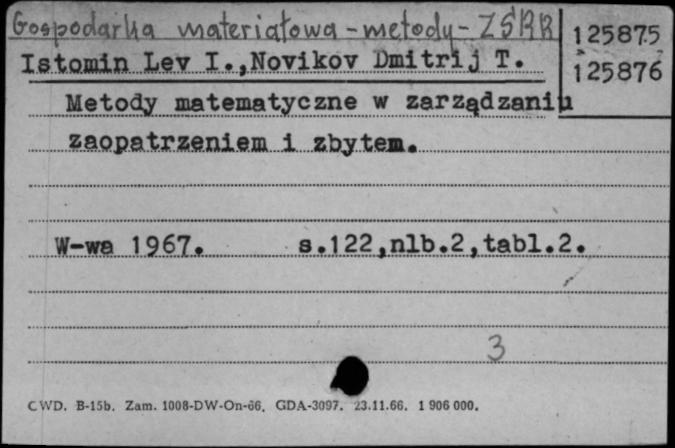 Gospodarka materiałowa - metody - ZSRR
125875
Istomin Lev I., Novikov Dmitrij T.
125876
Metody matematyczne w zarządzaniu
zaopatrzeniem i zbytem.
W-wa 1967. s.122,nlb.2,tabl.2.
3
CWD. B-15b. Zam. 1008-DW-On-66. GDA-3097. 23.11.66. 1 906 000.